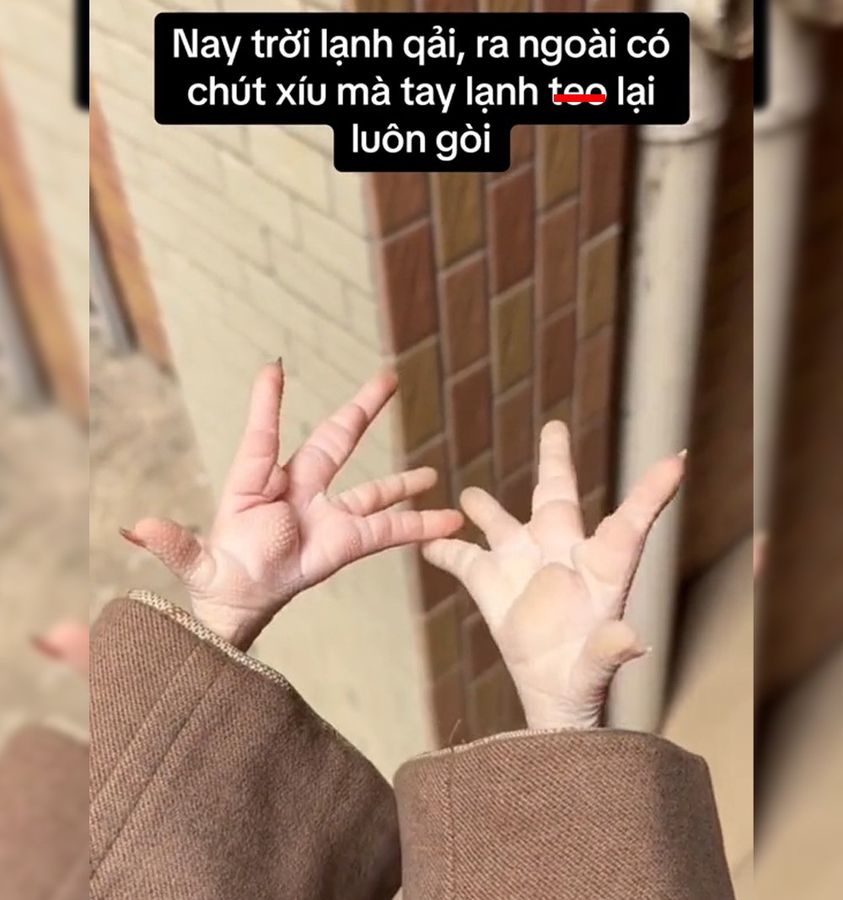 Nay trời lạnh qải, ra ngoài có
chút xíu mà tay lạnh teo lại
luôn gòi